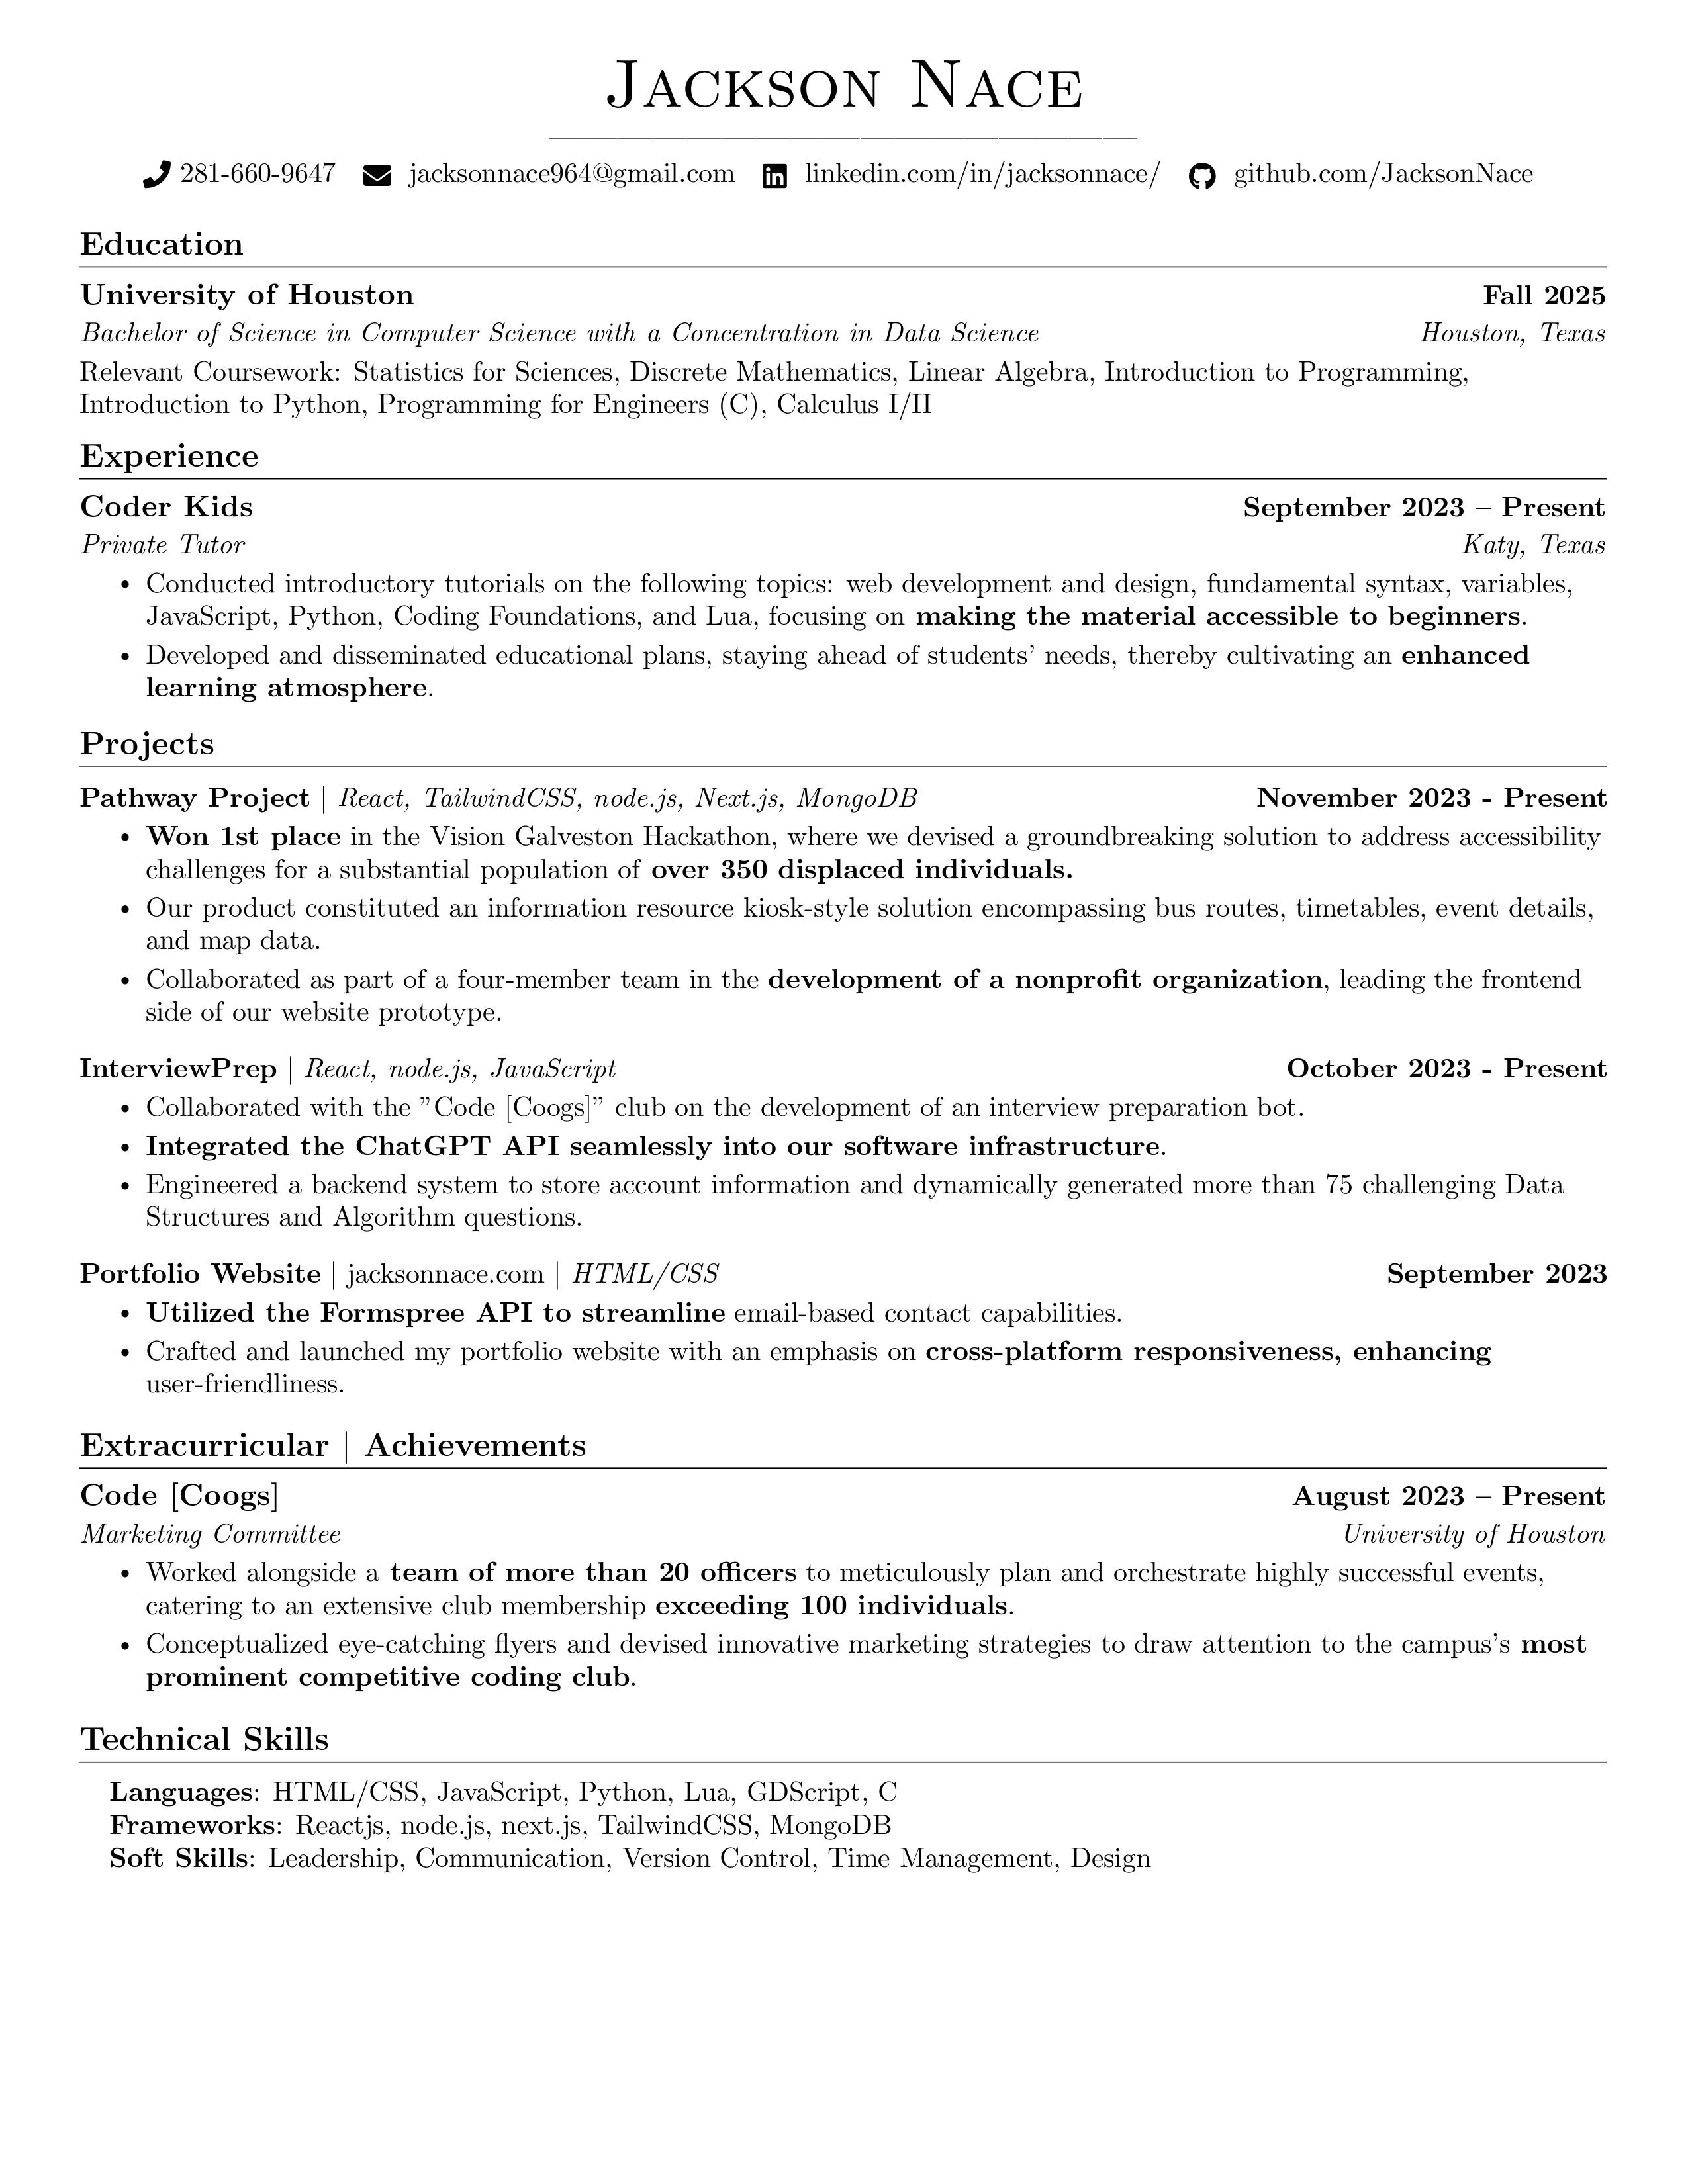 Jackson Nace
281-660-9647 jacksonnace964@gmail.com linkedin.com/in/jacksonnace/ github.com/JacksonNace
Education
University of Houston Fall 2025
Bachelor of Science in Computer Science with a Concentration in Data Science Houston, Texas
Relevant Coursework: Statistics for Sciences, Discrete Mathematics, Linear Algebra, Introduction to Programming,
Introduction to Python, Programming for Engineers (C), Calculus I/II
Experience
Coder Kids September 2023 – Present
Private Tutor Katy, Texas
• Conducted introductory tutorials on the following topics: web development and design, fundamental syntax, variables,
JavaScript, Python, Coding Foundations, and Lua, focusing on making the material accessible to beginners.
• Developed and disseminated educational plans, staying ahead of students' needs, thereby cultivating an enhanced
learning atmosphere.
Projects
Pathway Project | React, TailwindCSS, node.js, Next.js, MongoDB November 2023 - Present
• Won 1st place in the Vision Galveston Hackathon, where we devised a groundbreaking solution to address accessibility
challenges for a substantial population of over 350 displaced individuals.
• Our product constituted an information resource kiosk-style solution encompassing bus routes, timetables, event details,
and map data.
• Collaborated as part of a four-member team in the development of a nonprofit organization, leading the frontend
side of our website prototype.
InterviewPrep | React, node.js, JavaScript October 2023 - Present
• Collaborated with the ”Code [Coogs]” club on the development of an interview preparation bot.
• Integrated the ChatGPT API seamlessly into our software infrastructure.
• Engineered a backend system to store account information and dynamically generated more than 75 challenging Data
Structures and Algorithm questions.
Portfolio Website | jacksonnace.com | HTML/CSS September 2023
• Utilized the Formspree API to streamline email-based contact capabilities.
• Crafted and launched my portfolio website with an emphasis on cross-platform responsiveness, enhancing
user-friendliness.
Extracurricular | Achievements
Code [Coogs] August 2023 – Present
Marketing Committee University of Houston
• Worked alongside a team of more than 20 officers to meticulously plan and orchestrate highly successful events,
catering to an extensive club membership exceeding 100 individuals.
• Conceptualized eye-catching flyers and devised innovative marketing strategies to draw attention to the campus's most
prominent competitive coding club.
Technical Skills
Languages: HTML/CSS, JavaScript, Python, Lua, GDScript, C
Frameworks: Reactjs, node.js, next.js, TailwindCSS, MongoDB
Soft Skills: Leadership, Communication, Version Control, Time Management, Design